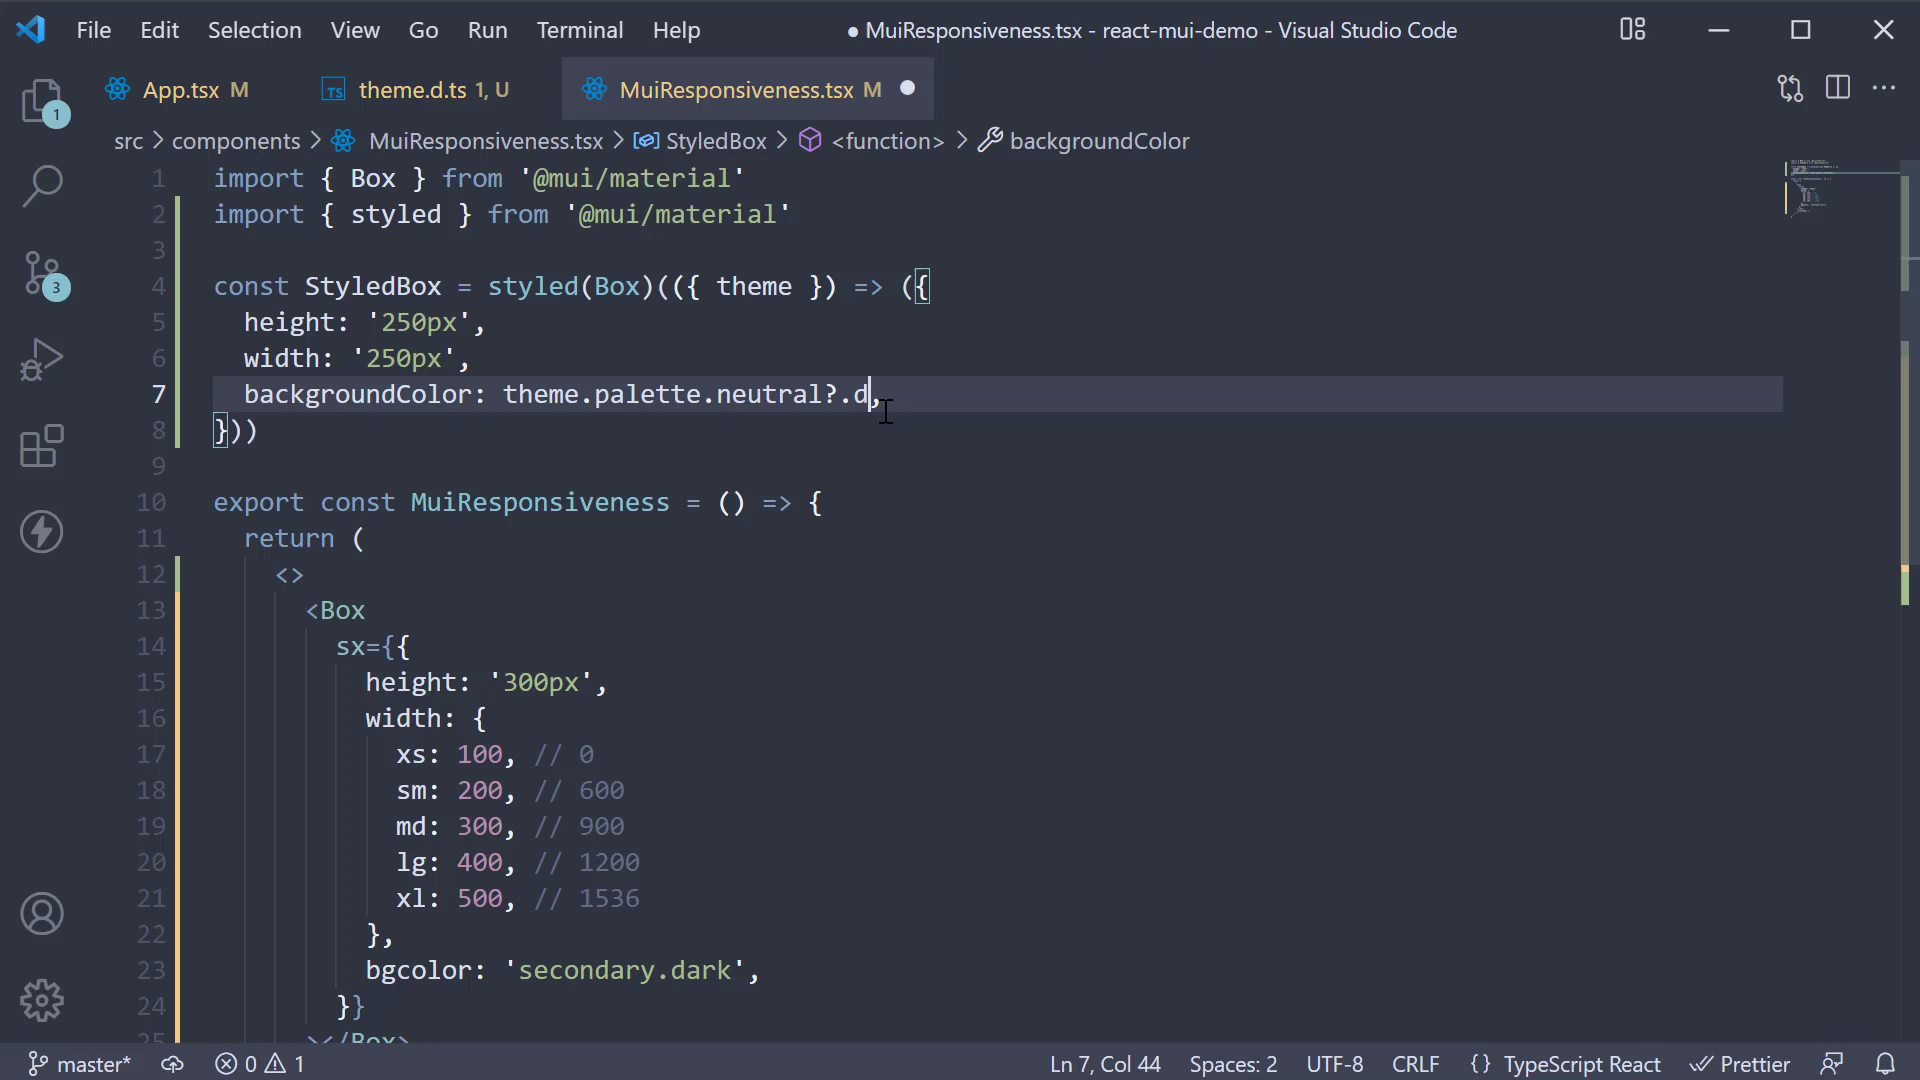 File Edit Selection View Go Run Terminal Help ● MuiResponsiveness.tsx - react-mui-demo - Visual Studio Code
App.tsx M TS theme.d.ts 1, U MuiResponsiveness.tsx M
src > components > MuiResponsiveness.tsx > StyledBox > <function> > backgroundColor
1 import { Box } from '@mui/material'
2 import { styled } from '@mui/material'
3
4 const StyledBox = styled(Box)(({ theme }) => ({
5 height: '250px',
6 width: '250px',
7 backgroundColor: theme.palette.neutral?.d,
8 }))
9
10 export const MuiResponsiveness = () => {
11 return (
12 <>
13 <Box
14 sx={{
15 height: '300px',
16 width: {
17 xs: 100, // 0
18 sm: 200, // 600
19 md: 300, // 900
20 lg: 400, // 1200
21 xl: 500, // 1536
22 },
23 bgcolor: 'secondary.dark',
24 }}
25 ></Box>
1
3
master* 0 1 Ln 7, Col 44 Spaces: 2 UTF-8 CRLF {} TypeScript React Prettier